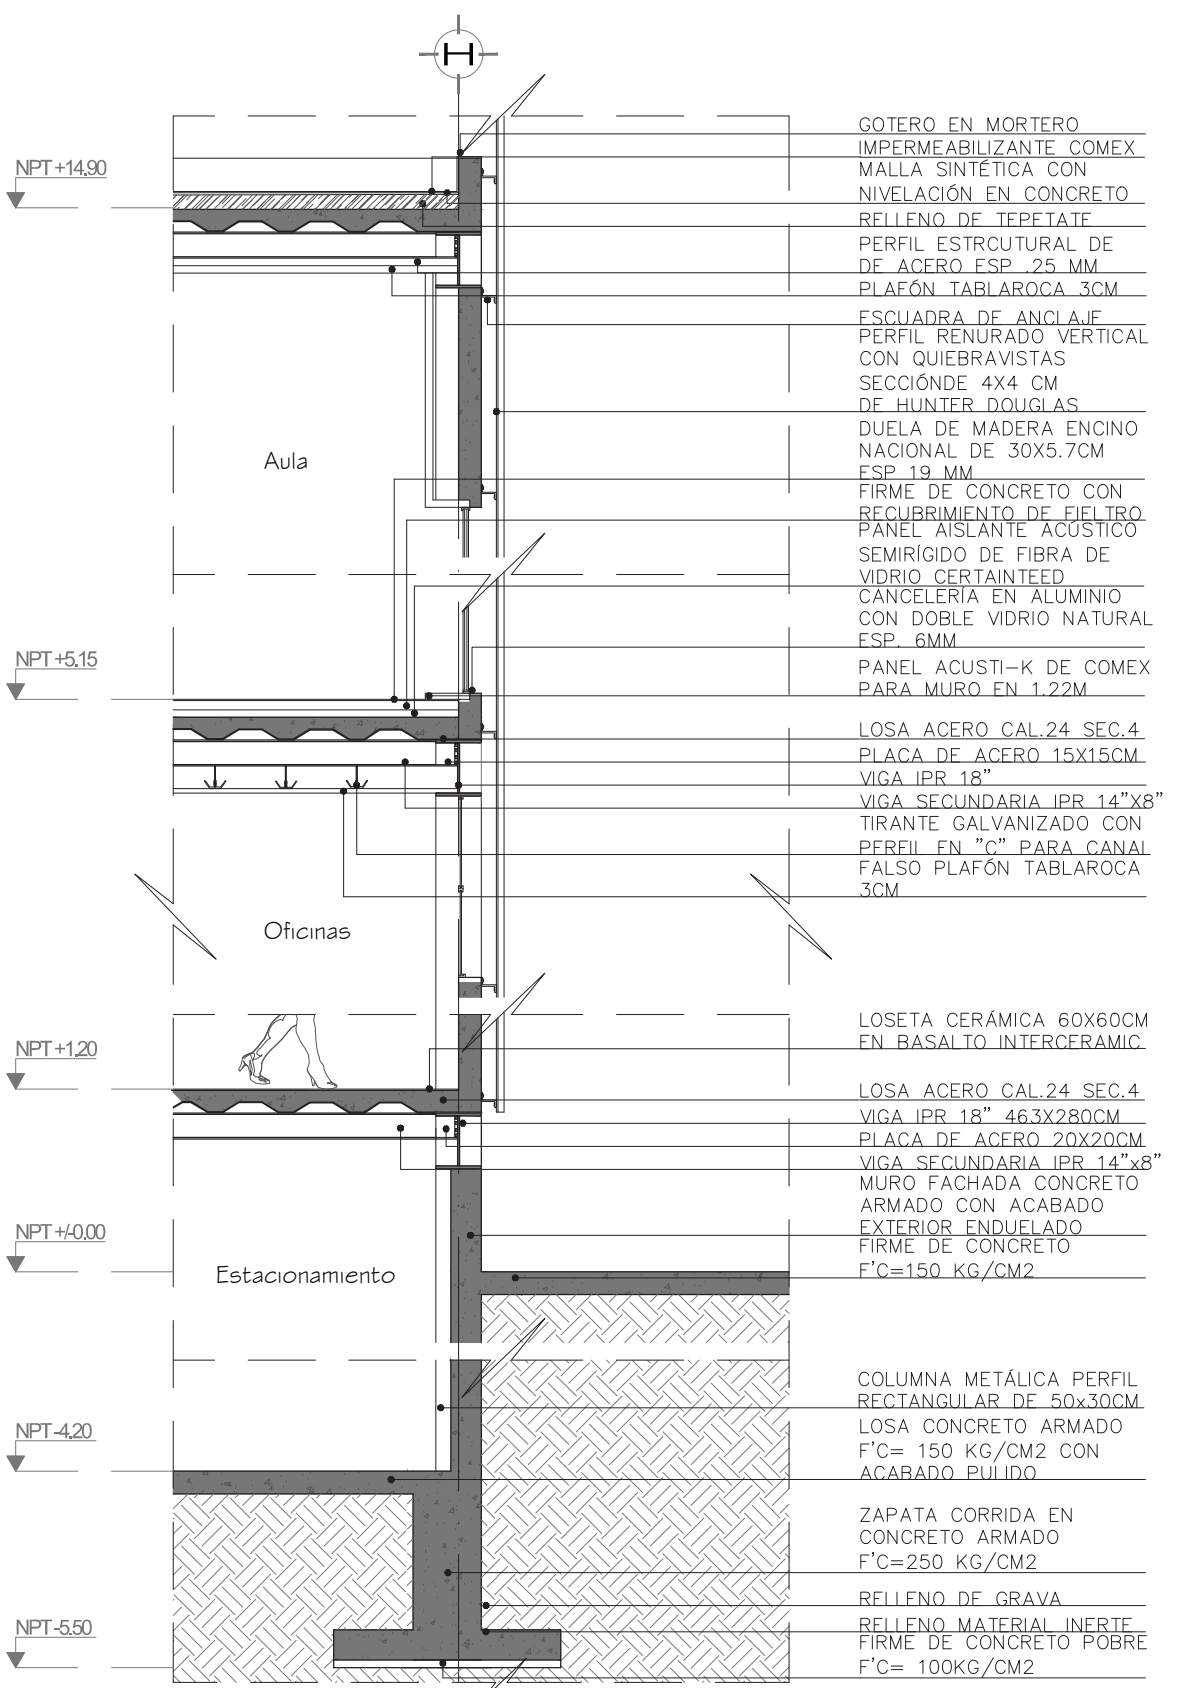 H
GOTERO EN MORTERO
IMPERMEABILIZANTE COMEX
MALLA SINTÉTICA CON
NIVELACIÓN EN CONCRETO
RELLENO DE TEPETATE
PERFIL ESTRCUTURAL DE
DE ACERO ESP .25 MM
PLAFÓN TABLAROCA 3CM
ESCUADRA DE ANCLAJE
PERFIL RENURADO VERTICAL
CON QUIEBRAVISTAS
SECCIÓNDE 4X4 CM
DE HUNTER DOUGLAS
DUELA DE MADERA ENCINO
NACIONAL DE 30X5.7CM
ESP 19 MM
FIRME DE CONCRETO CON
RECUBRIMIENTO DE FIELTRO
PANEL AISLANTE ACÚSTICO
SEMIRÍGIDO DE FIBRA DE
VIDRIO CERTAINTEED
CANCELERÍA EN ALUMINIO
CON DOBLE VIDRIO NATURAL
ESP. 6MM
PANEL ACUSTI-K DE COMEX
PARA MURO EN 1.22M
LOSA ACERO CAL.24 SEC.4
PLACA DE ACERO 15X15CM
VIGA IPR 18"
VIGA SECUNDARIA IPR 14"X8"
TIRANTE GALVANIZADO CON
PERFIL EN "C" PARA CANAL
FALSO PLAFÓN TABLAROCA
3CM
LOSETA CERÁMICA 60X60CM
EN BASALTO INTERCERAMIC
LOSA ACERO CAL.24 SEC.4
VIGA IPR 18" 463X280CM
PLACA DE ACERO 20X20CM
VIGA SECUNDARIA IPR 14"x8"
MURO FACHADA CONCRETO
ARMADO CON ACABADO
EXTERIOR ENDUELADO
FIRME DE CONCRETO
F'C=150 KG/CM2
COLUMNA METÁLICA PERFIL
RECTANGULAR DE 50x30CM
LOSA CONCRETO ARMADO
F'C= 150 KG/CM2 CON
ACABADO PULIDO
ZAPATA CORRIDA EN
CONCRETO ARMADO
F'C=250 KG/CM2
RELLENO DE GRAVA
RELLENO MATERIAL INERTE
FIRME DE CONCRETO POBRE
F'C= 100KG/CM2
NPT +14.90
Aula
NPT +5.15
Oficinas
NPT +1.20
NPT +/-0.00
Estacionamiento
NPT -4.20
NPT -5.50